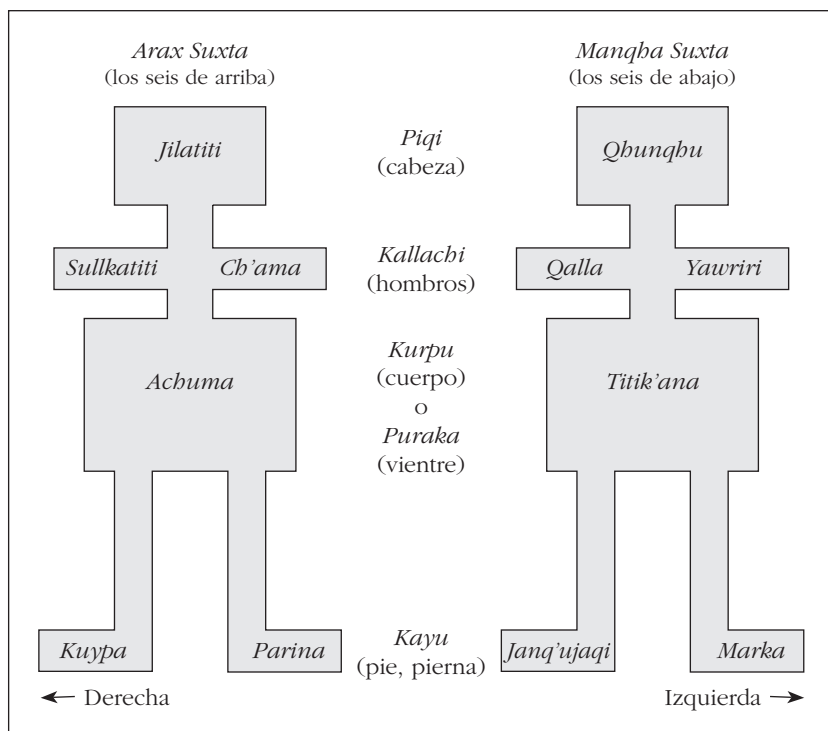 Arax Suxta
(los seis de arriba)
Manqha Suxta
(los seis de abajo)
Jilatiti
Piqi
(cabeza)
Qhunqhu
Sullkatiti
Ch'ama
Kallachi
(hombros)
Qalla
Yawriri
Achuma
Kurpu
(cuerpo)
o
Puraka
(vientre)
Titik'ana
Kuypa
Parina
Kayu
(pie, pierna)
Janq'ujaqi
Marka
← Derecha
Izquierda →